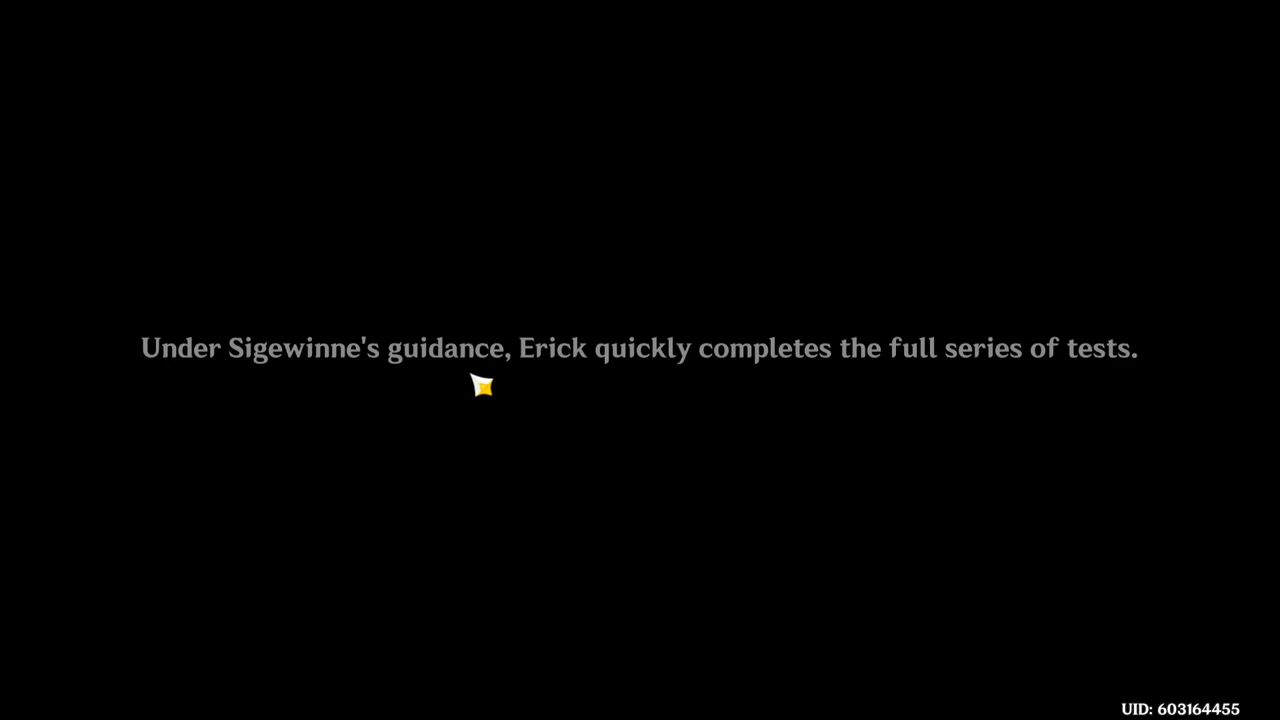 Under Sigewinne's guidance, Erick quickly completes the full series of tests.
UID: 603164455